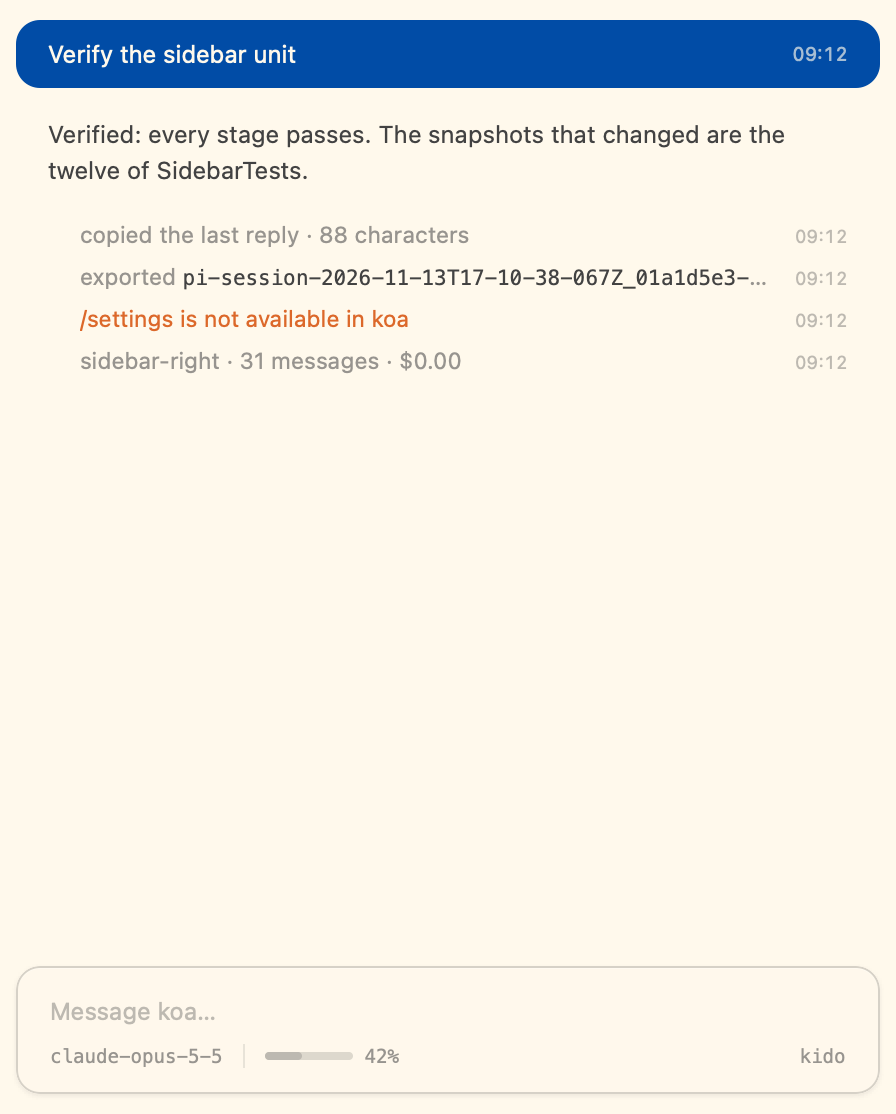 Verify the sidebar unit 09:12
Verified: every stage passes. The snapshots that changed are the
twelve of SidebarTests.
copied the last reply · 88 characters 09:12
exported pi-session-2026-11-13T17-10-38-067Z_01a1d5e3-… 09:12
/settings is not available in koa 09:12
sidebar-right · 31 messages · $0.00 09:12
Message koa…
claude-opus-5-5 42% kido